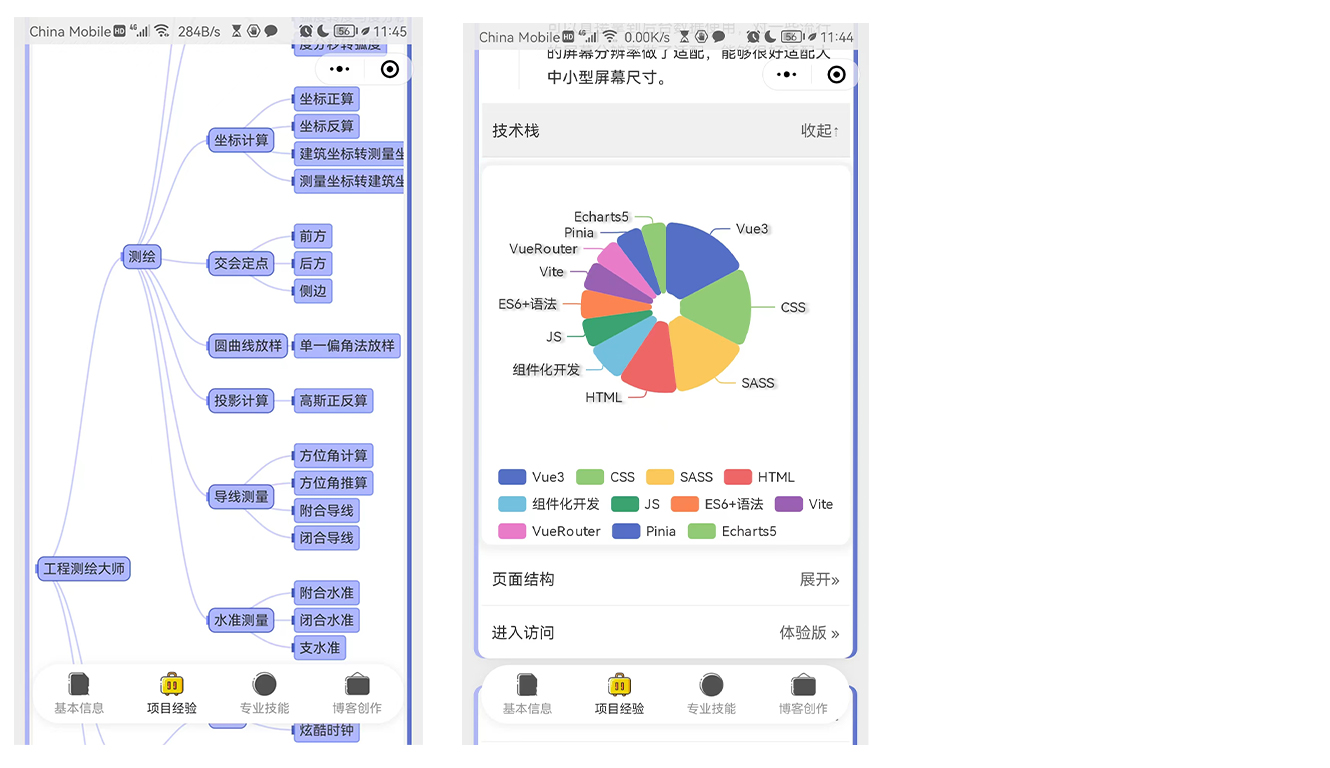 China Mobile HD 4G 284B/s 56 11:45
度分秒转弧度
坐标正算
坐标反算
坐标计算
建筑坐标转测量坐
测量坐标转建筑坐
测绘
前方
交会定点
后方
侧边
圆曲线放样
单一偏角法放样
投影计算
高斯正反算
方位角计算
方位角推算
导线测量
附合导线
闭合导线
工程测绘大师
附合水准
水准测量
闭合水准
支水准
基本信息
项目经验
专业技能
博客创作
炫酷时钟
China Mobile HD 4G 0.00K/s 56 11:44
的屏幕分辨率做了适配，能够很好适配大
中小型屏幕尺寸。
技术栈
收起↑
Echarts5
Pinia
Vue3
VueRouter
Vite
ES6+语法
CSS
JS
组件化开发
SASS
HTML
Vue3 CSS SASS HTML
组件化开发 JS ES6+语法 Vite
VueRouter Pinia Echarts5
页面结构
展开»
进入访问
体验版 »
基本信息
项目经验
专业技能
博客创作